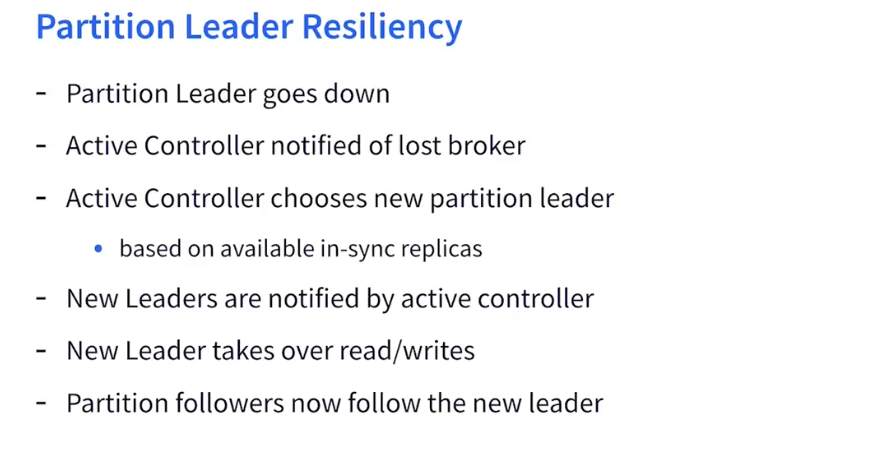 Partition Leader Resiliency
- Partition Leader goes down
- Active Controller notified of lost broker
- Active Controller chooses new partition leader
• based on available in-sync replicas
- New Leaders are notified by active controller
- New Leader takes over read/writes
- Partition followers now follow the new leader